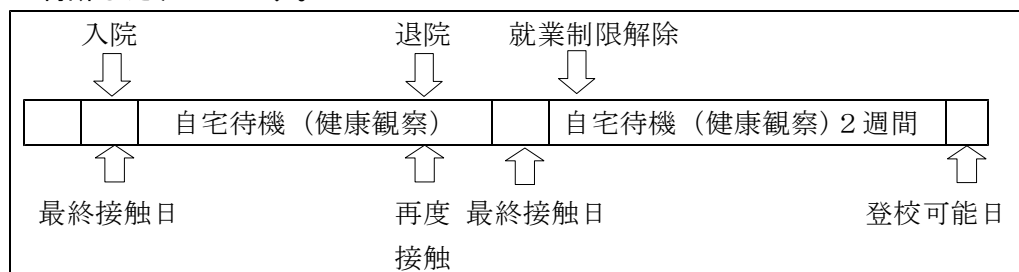 入院 退院 就業制限解除
自宅待機（健康観察） 自宅待機（健康観察）２週間
最終接触日 再度 最終接触日 登校可能日
接触